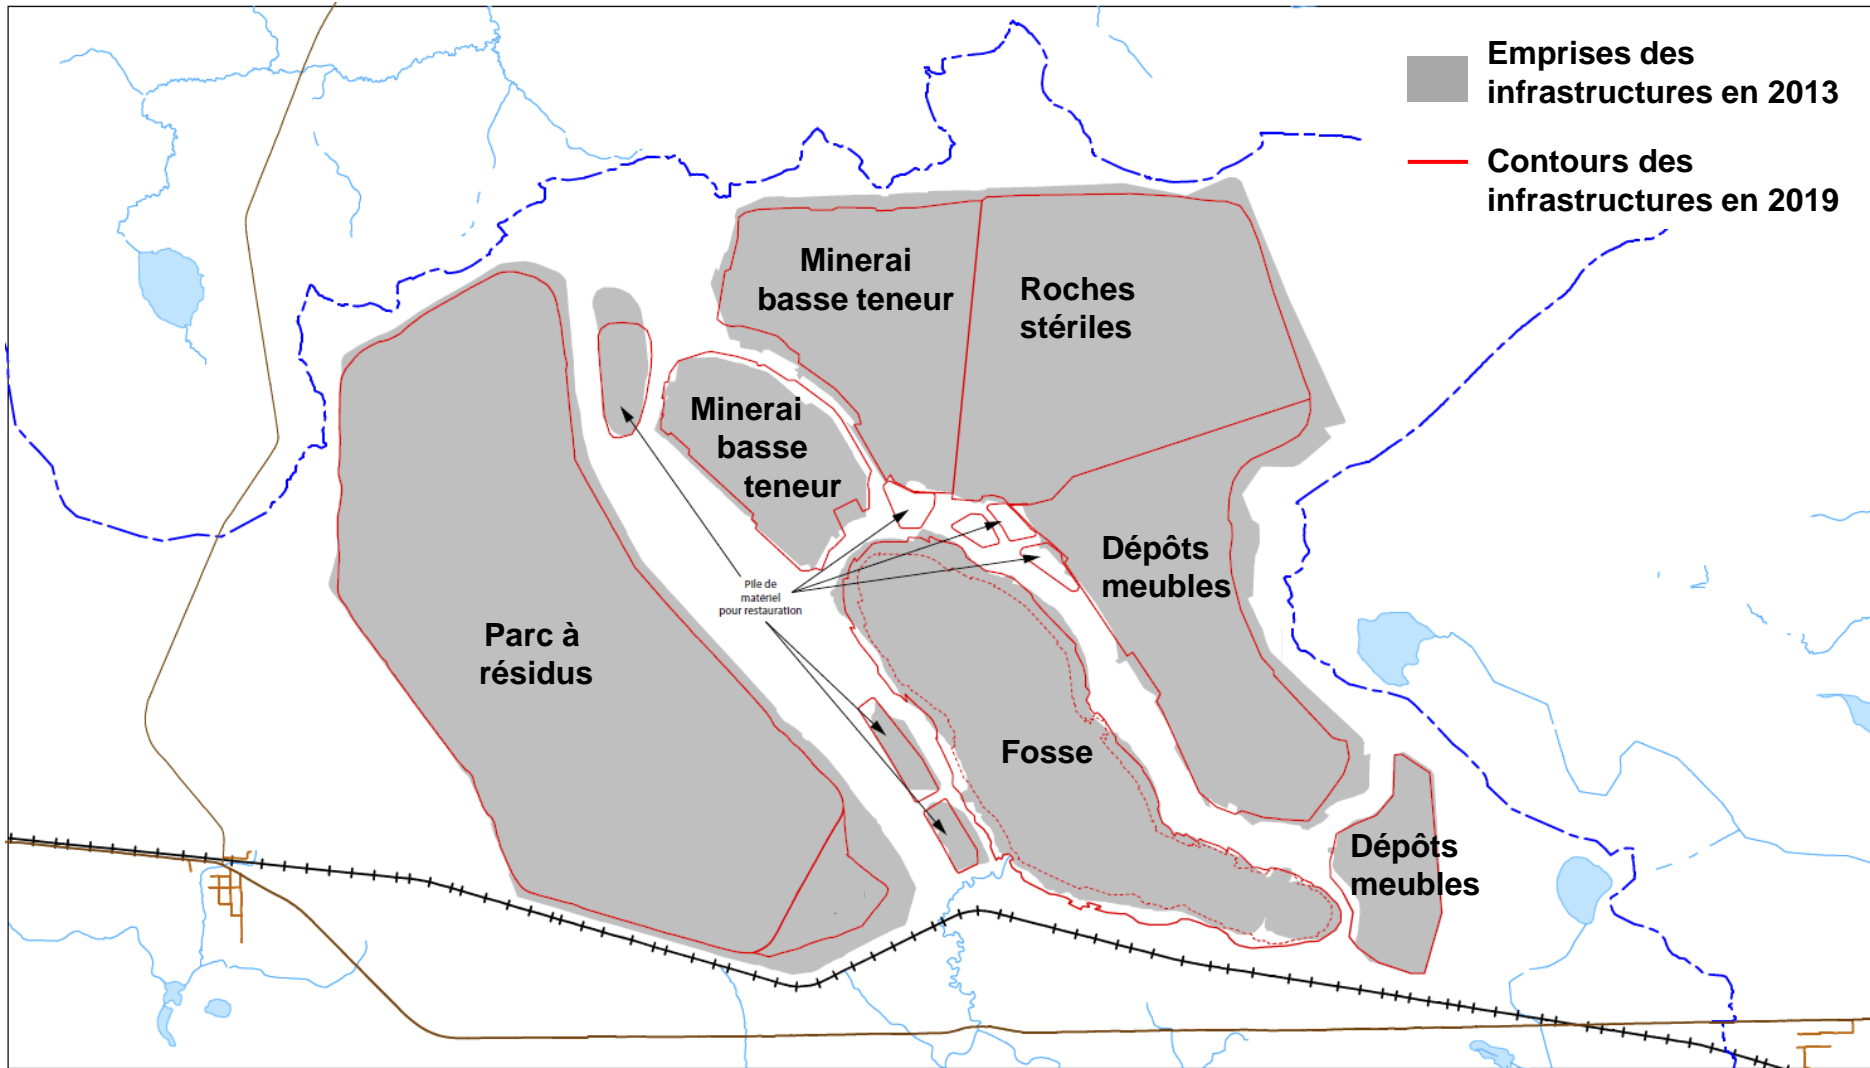 Emprises des
infrastructures en 2013
Contours des
infrastructures en 2019
Minerai
basse teneur
Roches
stériles
Minerai
basse
teneur
Dépôts
meubles
Pile de
matériel
pour restauration
Parc à
résidus
Fosse
Dépôts
meubles